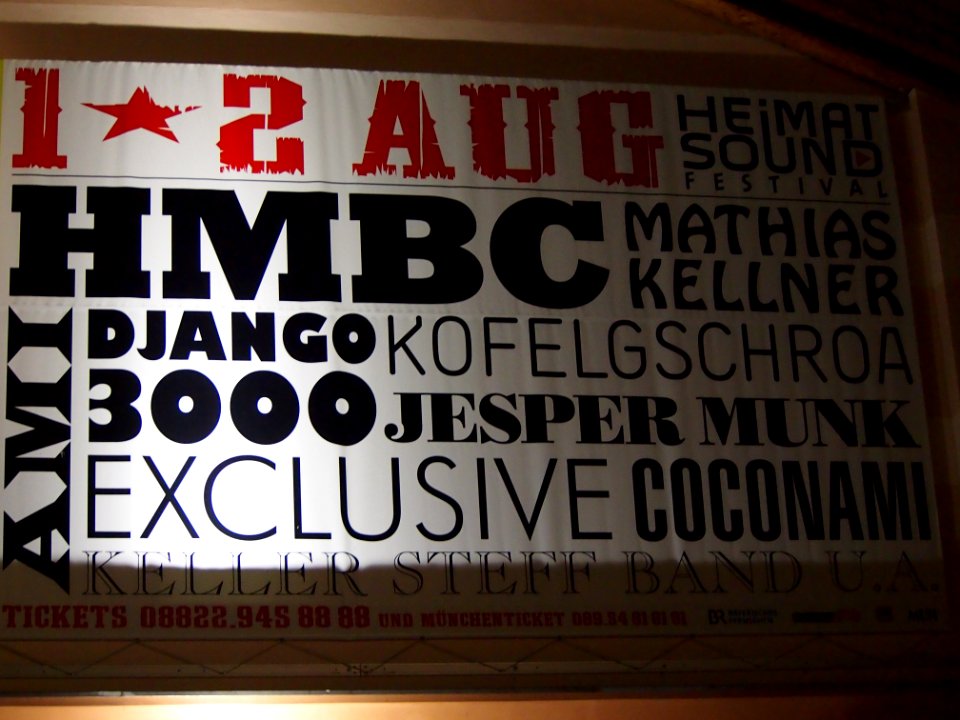 1★2 AUG
HEiMAT
SOUND
FESTIVAL
HMBC
MATHIAS
KELLNER
AMI
DJANGO
3000
KOFELGSCHROA
JESPER MUNK
EXCLUSIVE
COCONAMI
KELLER STEFF BAND U.A.
TICKETS 08822.945 88 88 UND MÜNCHENTICKET
BR